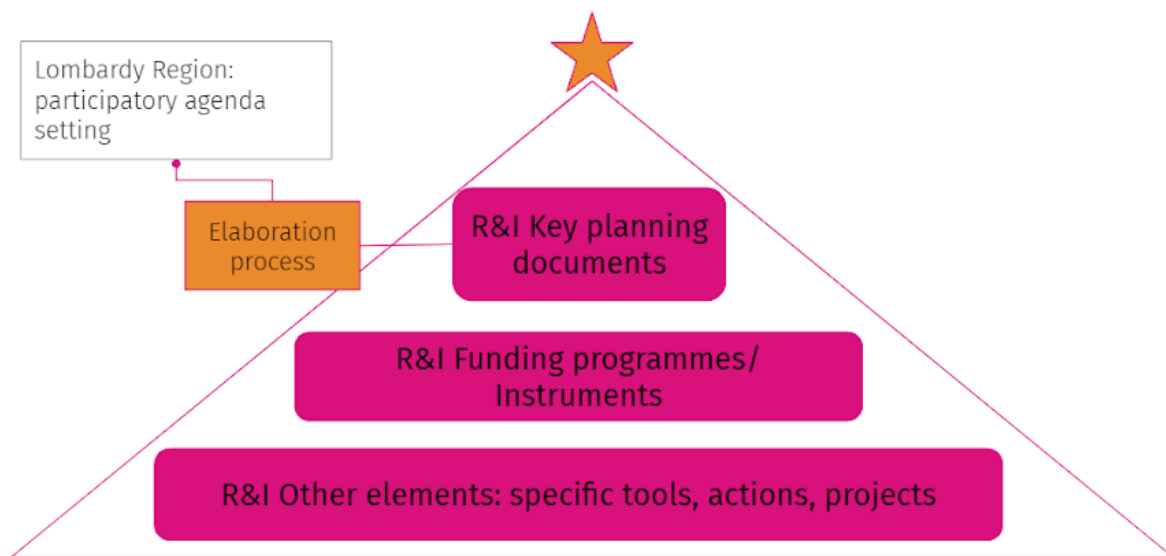 Lombardy Region:
participatory agenda
setting
Elaboration
process
R&I Key planning
documents
R&I Funding programmes/
Instruments
R&I Other elements: specific tools, actions, projects